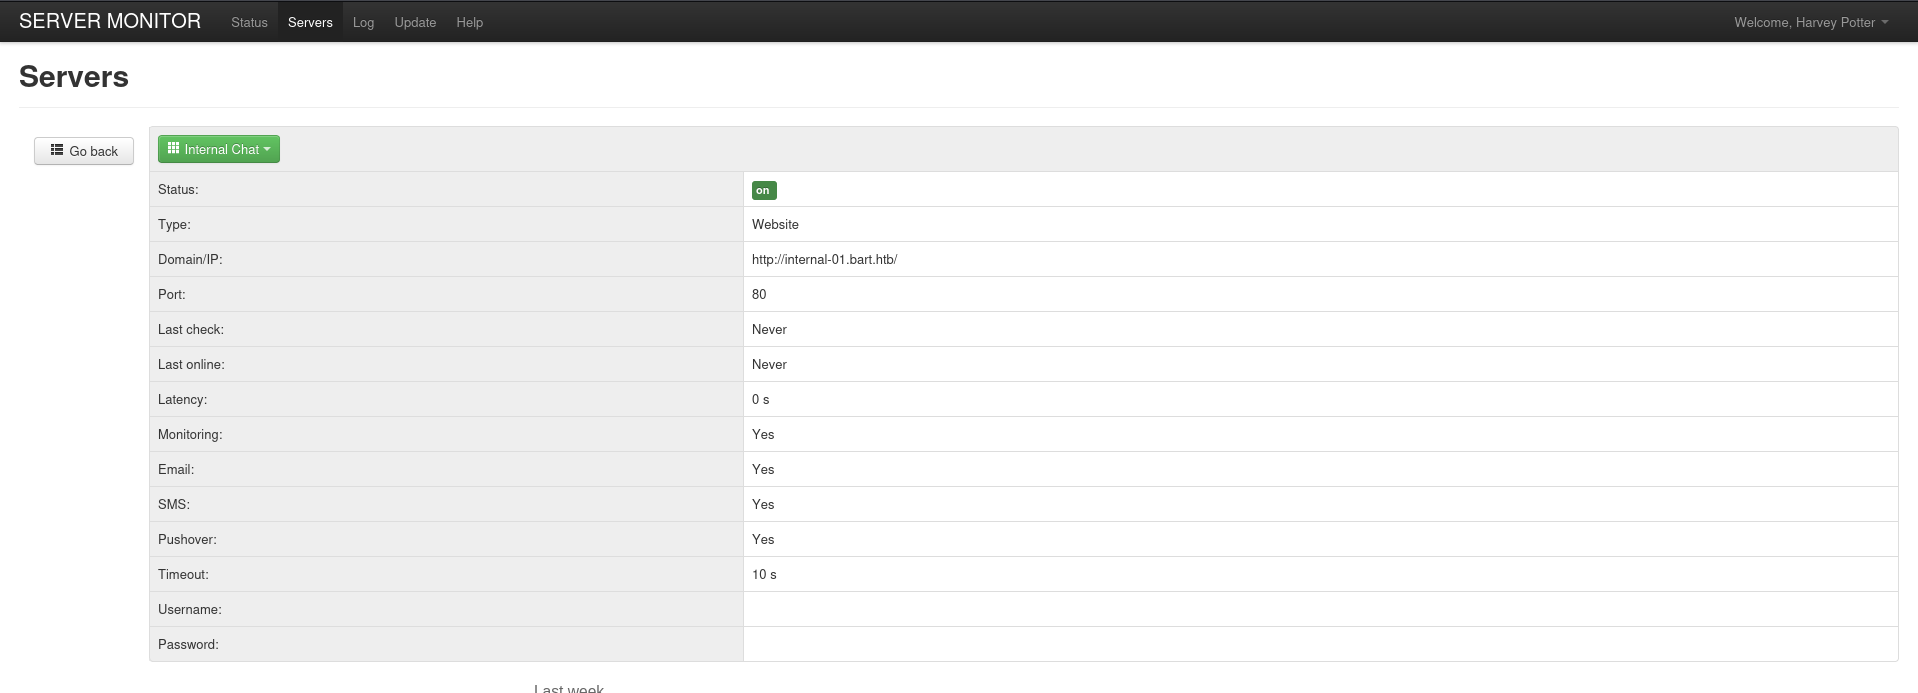 SERVER MONITOR Status Servers Log Update Help Welcome, Harvey Potter
Servers
Go back
Internal Chat
Status: on
Type: Website
Domain/IP: http://internal-01.bart.htb/
Port: 80
Last check: Never
Last online: Never
Latency: 0 s
Monitoring: Yes
Email: Yes
SMS: Yes
Pushover: Yes
Timeout: 10 s
Username:
Password:
Last week